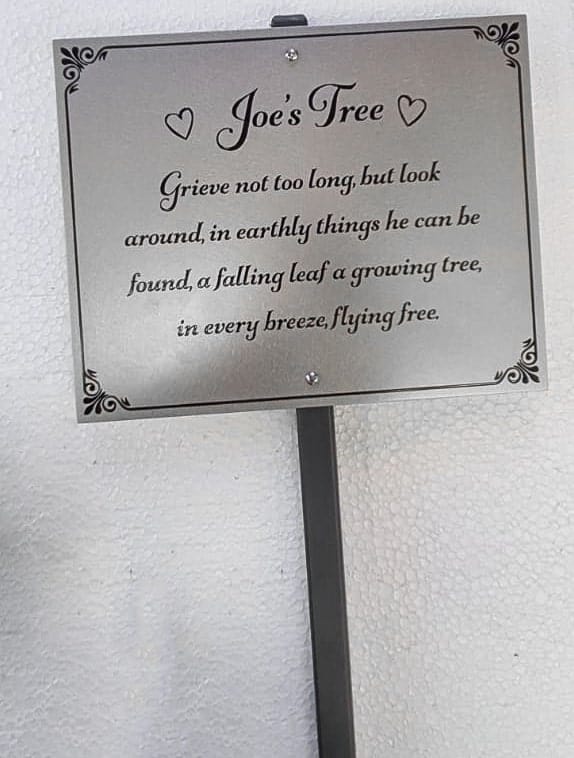 Joe's Tree
Grieve not too long, but look
around, in earthly things he can be
found, a falling leaf a growing tree,
in every breeze, flying free.